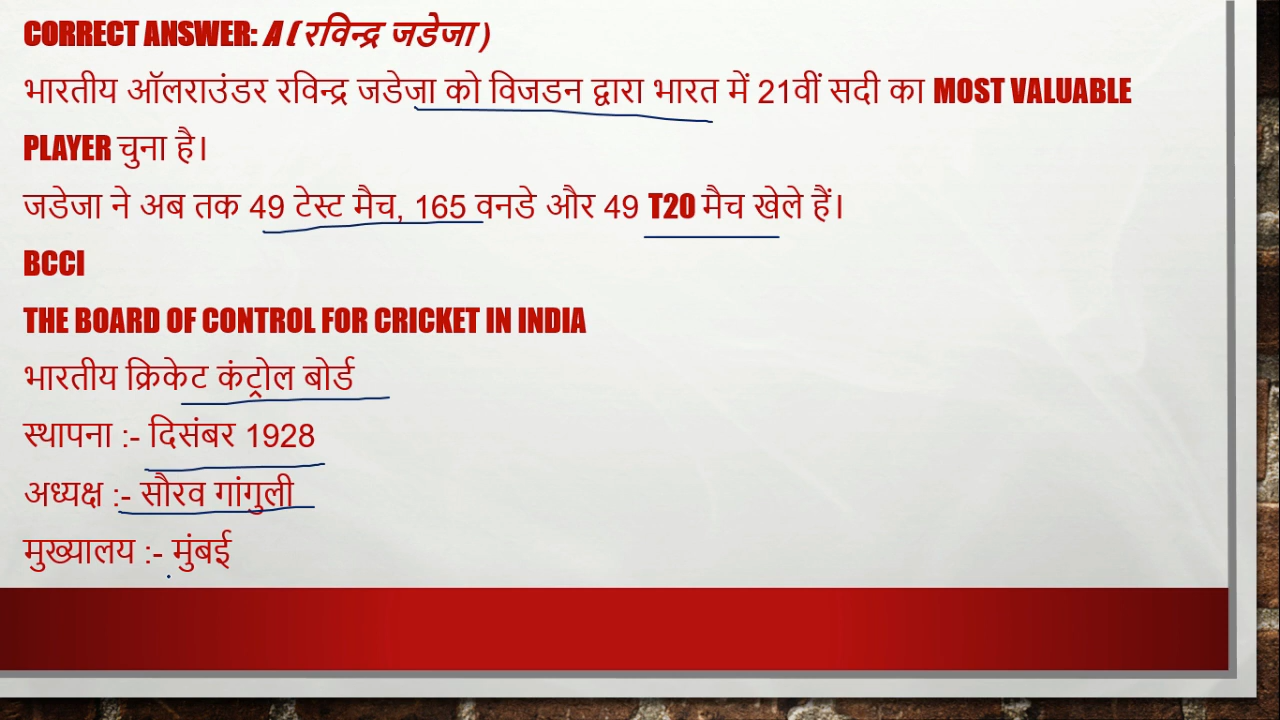 CORRECT ANSWER: A ( रविन्द्र जडेजा )
भारतीय ऑलराउंडर रविन्द्र जडेजा को विजडन द्वारा भारत में 21वीं सदी का MOST VALUABLE
PLAYER चुना है।
जडेजा ने अब तक 49 टेस्ट मैच, 165 वनडे और 49 T20 मैच खेले हैं।
BCCI
THE BOARD OF CONTROL FOR CRICKET IN INDIA
भारतीय क्रिकेट कंट्रोल बोर्ड
स्थापना :- दिसंबर 1928
अध्यक्ष :- सौरव गांगुली
मुख्यालय :- मुंबई